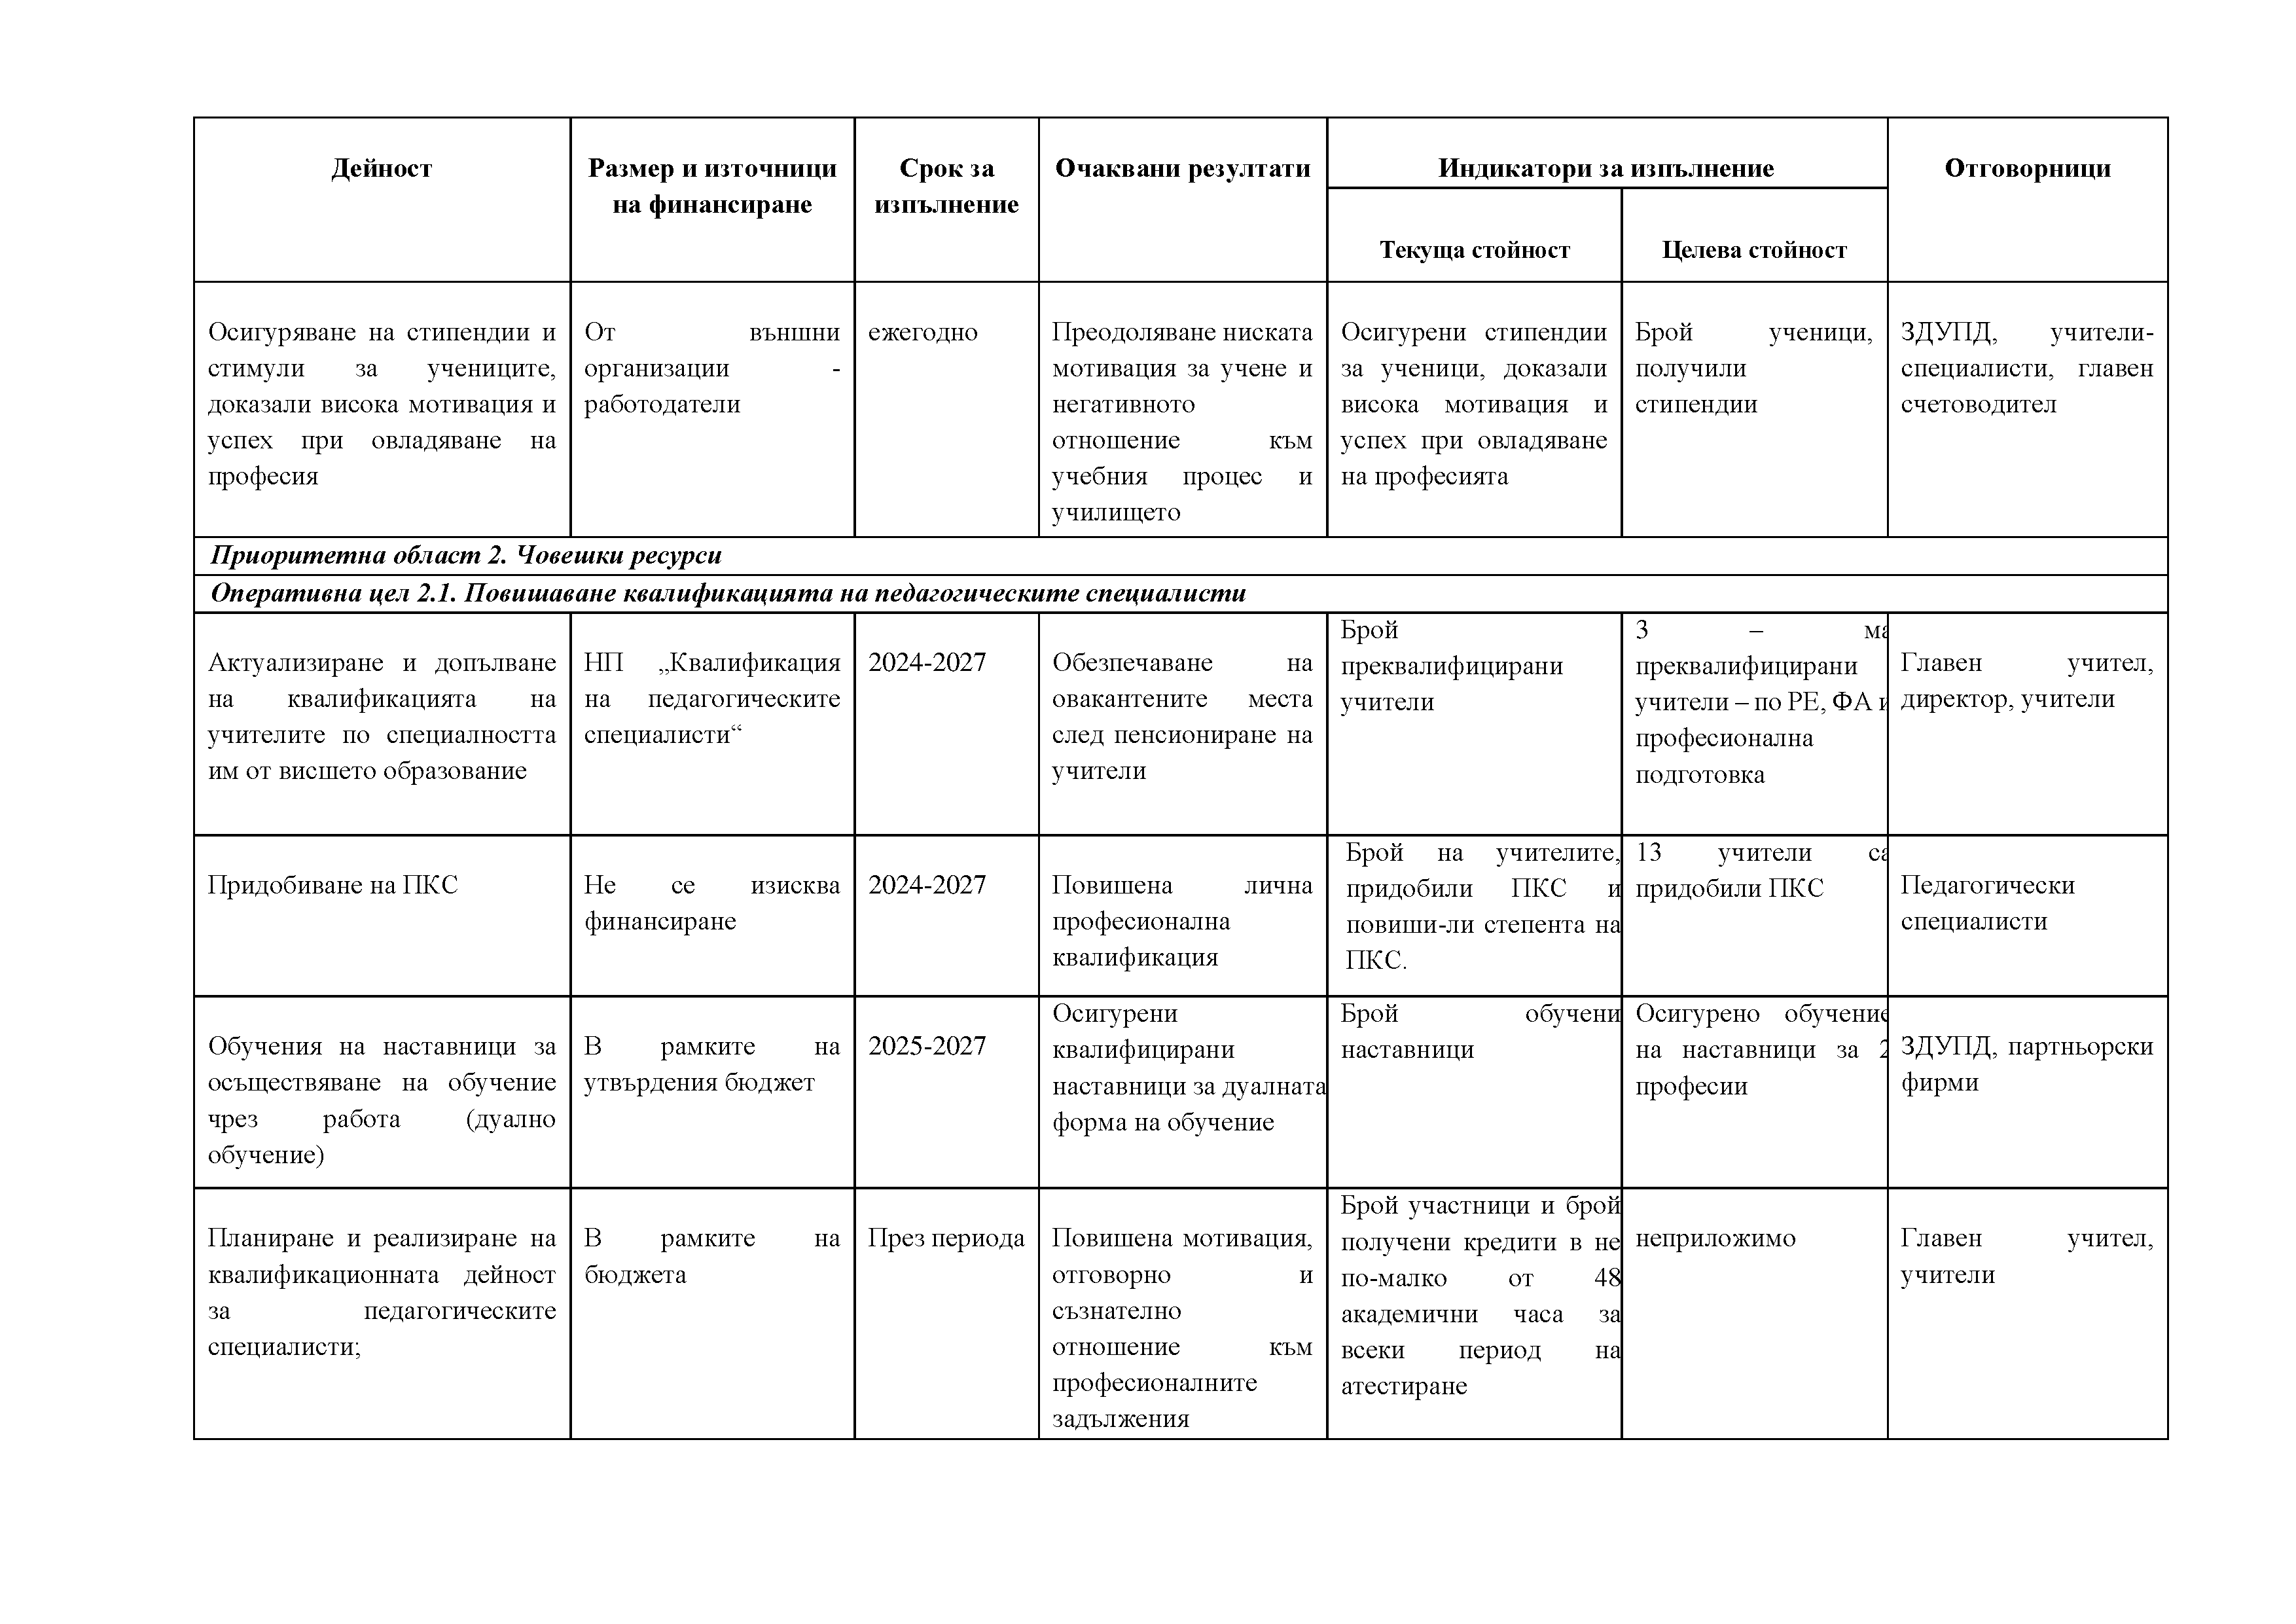 Дейност
Размер и източници
на финансиране
Срок за
изпълнение
Очаквани резултати
Индикатори за изпълнение
Текуща стойност
Целева стойност
Отговорници
Осигуряване на стипендии и
стимули за учениците,
доказали висока мотивация и
успех при овладяване на
професия
От външни
организации -
работодатели
ежегодно
Преодоляване ниската
мотивация за учене и
негативното
отношение към
учебния процес и
училището
Осигурени стипендии
за ученици, доказали
висока мотивация и
успех при овладяване
на професията
Брой ученици,
получили
стипендии
ЗДУПД, учители-
специалисти, главен
счетоводител
Приоритетна област 2. Човешки ресурси
Оперативна цел 2.1. Повишаване квалификацията на педагогическите специалисти
Актуализиране и допълване
на квалификацията на
учителите по специалността
им от висшето образование
НП „Квалификация
на педагогическите
специалисти“
2024-2027
Обезпечаване на
овакантените места
след пенсиониране на
учители
Брой
преквалифицирани
учители
3 –
преквалифицирани
учители – по РЕ, ФА и
професионална
подготовка
Главен учител,
директор, учители
Придобиване на ПКС
Не се изисква
финансиране
2024-2027
Повишена лична
професионална
квалификация
Брой на учителите,
придобили ПКС и
повиши-ли степента на
ПКС.
13 учители са
придобили ПКС
Педагогически
специалисти
Обучения на наставници за
осъществяване на обучение
чрез работа (дуално
обучение)
В рамките на
утвърдения бюджет
2025-2027
Осигурени
квалифицирани
наставници за дуалната
форма на обучение
Брой обучени
наставници
Осигурено обучение
на наставници за 2
професии
ЗДУПД, партньорски
фирми
Планиране и реализиране на
квалификационната дейност
за педагогическите
специалисти;
В рамките на
бюджета
През периода
Повишена мотивация,
отговорно и
съзнателно
отношение към
професионалните
задължения
Брой участници и брой
получени кредити в не
по-малко от 48
академични часа за
всеки период на
атестиране
неприложимо
Главен учител,
учители